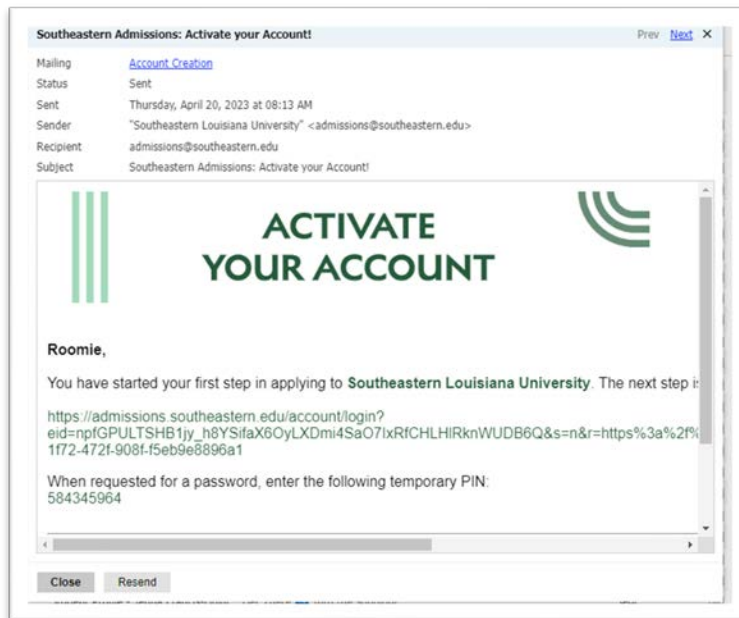 Southeastern Admissions: Activate your Account! Prev Next X
Mailing Account Creation
Status Sent
Sent Thursday, April 20, 2023 at 08:13 AM
Sender "Southeastern Louisiana University" <admissions@southeastern.edu>
Recipient admissions@southeastern.edu
Subject Southeastern Admissions: Activate your Account!
ACTIVATE
YOUR ACCOUNT
Roomie,
You have started your first step in applying to Southeastern Louisiana University. The next step is
https://admissions.southeastern.edu/account/login?
eid=npfGPULTSHB1jy_h8YSifaX6OyLXDmi4SaO7IxRfCHLHlRknWUDB6Q&s=n&r=https%3a%2f%
1f72-472f-908f-f5eb9e8896a1
When requested for a password, enter the following temporary PIN:
584345964
Close Resend